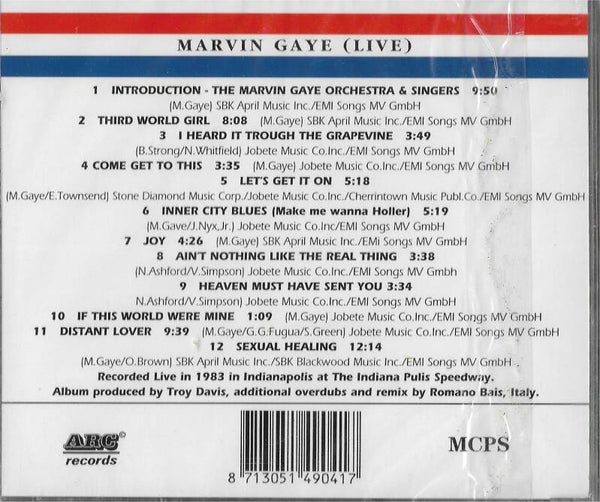 MARVIN GAYE (LIVE)
1 INTRODUCTION - THE MARVIN GAYE ORCHESTRA & SINGERS 9:50
(M.Gaye) SBK April Music Inc./EMI Songs MV GmbH
2 THIRD WORLD GIRL 8:08 (M.Gaye) SBK April Music Inc./EMI Songs MV GmbH
3 I HEARD IT TROUGH THE GRAPEVINE 3:49
(B.Strong/N.Whitfield) Jobete Music Co.Inc./EMI Songs MV GmbH
4 COME GET TO THIS 3:35 (M.Gaye) Jobete Music Co.Inc./EMI Songs MV GmbH
5 LET'S GET IT ON 5:18
(M.Gaye/E.Townsend) Stone Diamond Music Corp./Jobete Music Co.Inc./Cherrintown Music Publ.Co/EMI Songs MV GmbH
6 INNER CITY BLUES (Make me wanna Holler) 5:19
(M.Gave/J.Nyx,Jr.) Jobete Music Co.Inc./EMI Songs MV GmbH
7 JOY 4:26 (M.Gaye) SBK April Music Inc./EMi Songs MV GmbH
8 AIN'T NOTHING LIKE THE REAL THING 3:38
(N.Ashford/V.Simpson) Jobete Music Co.Inc./EMI Songs MV GmbH
9 HEAVEN MUST HAVE SENT YOU 3:34
N.Ashford/V.Simpson) Jobete Music Co.Inc./EMI Songs MV GmbH
10 IF THIS WORLD WERE MINE 1:09 (M.Gaye) Jobete Music Co.Inc./EMI Songs MV GmbH
11 DISTANT LOVER 9:39 (M.Gaye/G.G.Fugua/S.Green) Jobete Music Co.Inc./EMI Songs MV GmbH
12 SEXUAL HEALING 12:14
(M.Gaye/O.Brown) SBK April Music Inc./SBK Blackwood Music Inc./EMI Songs MV GmbH
Recorded Live in 1983 in Indianapolis at The Indiana Pulis Speedway.
Album produced by Troy Davis, additional overdubs and remix by Romano Bais, Italy.
ARC©
records
MCPS
8 713051 490417